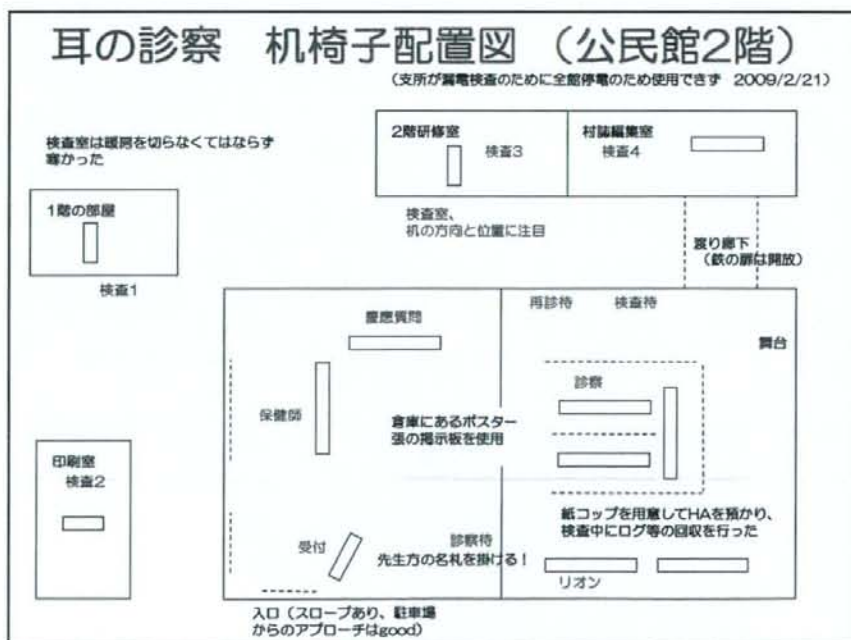 耳の診察 机椅子配置図 (公民館2階)
(支所が漏電検査のために全館停電のため使用できず 2009/2/21)
検査室は暖房を切らなくてはならず
寒かった
2階研修室
検査3
村誌編集室
検査4
1階の部屋
検査1
検査室、
机の方向と位置に注目
渡り廊下
(鉄の扉は開放)
慶應質問
再診待
検査待
舞台
保健師
診察
倉庫にあるポスター
張の掲示板を使用
印刷室
検査2
紙コップを用意してHAを預かり、
検査中にログ等の回収を行った
受付
診察待
先生方の名札を掛ける!
リオン
入口(スロープあり、駐車場
からのアプローチはgood)